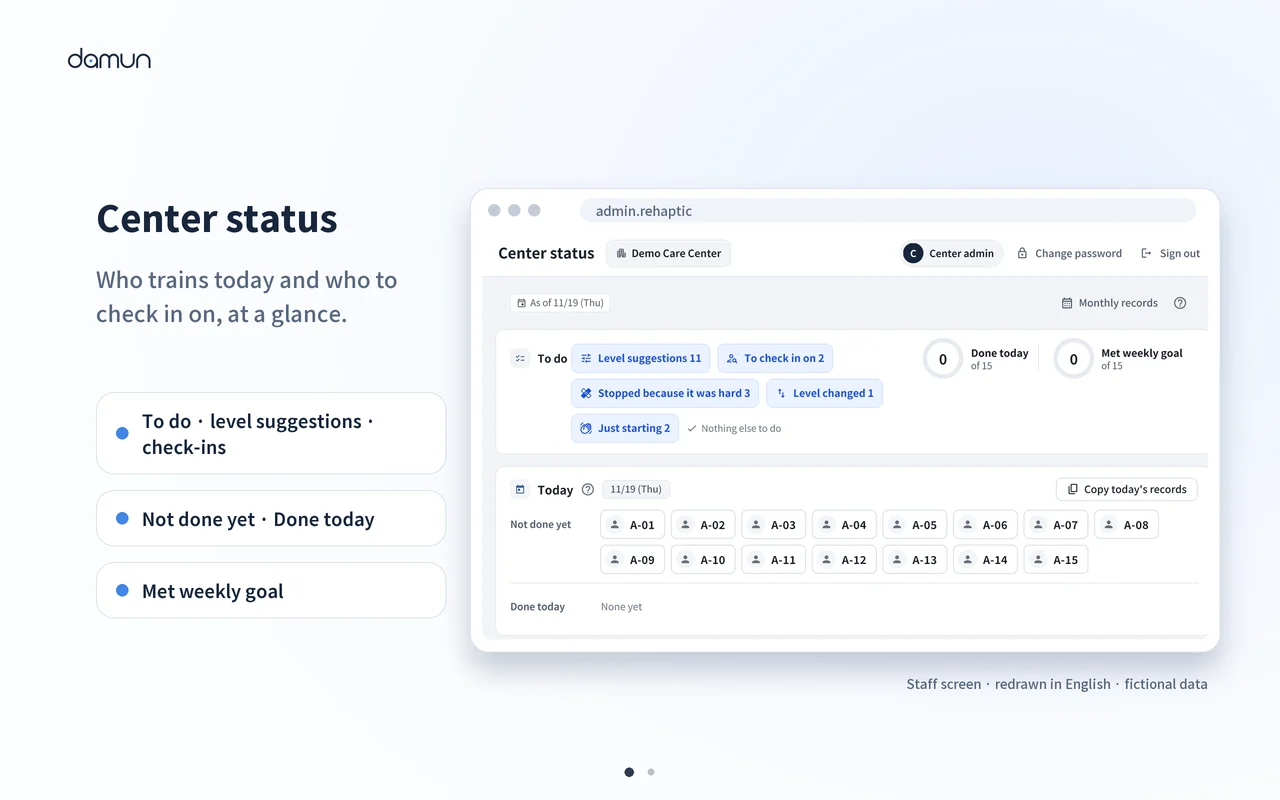 damun
Center status
Who trains today and who to
check in on, at a glance.
To do · level suggestions ·
check-ins
Not done yet · Done today
Met weekly goal
admin.rehaptic
Center status
Demo Care Center
C
Center admin
Change password
Sign out
As of 11/19 (Thu)
Monthly records
?
To do
Level suggestions 11
To check in on 2
Stopped because it was hard 3
Level changed 1
Just starting 2
Nothing else to do
0
Done today
of 15
0
Met weekly goal
of 15
Today
?
11/19 (Thu)
Copy today's records
Not done yet
A-01
A-02
A-03
A-04
A-05
A-06
A-07
A-08
A-09
A-10
A-11
A-12
A-13
A-14
A-15
Done today
None yet
Staff screen · redrawn in English · fictional data